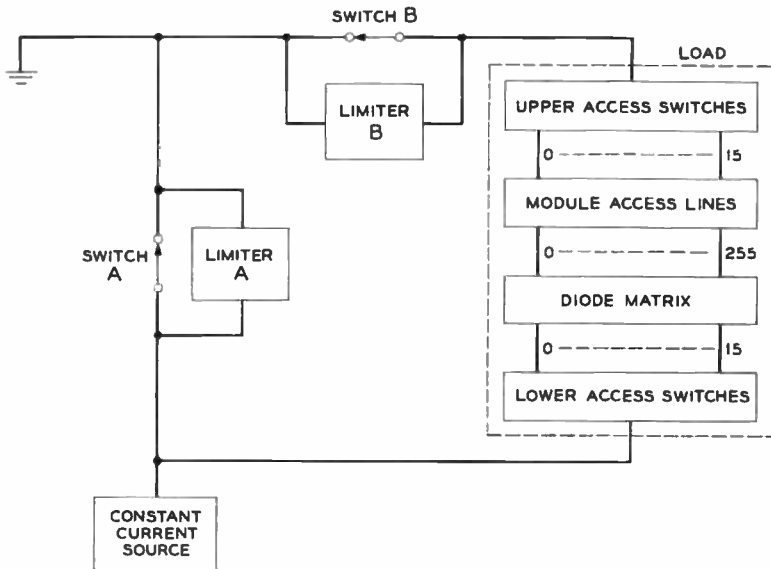 SWITCH B
LOAD
LIMITER
B
UPPER ACCESS SWITCHES
0
15
MODULE ACCESS LINES
0
255
SWITCH
A
LIMITER
A
DIODE MATRIX
0
15
LOWER ACCESS SWITCHES
CONSTANT
CURRENT
SOURCE